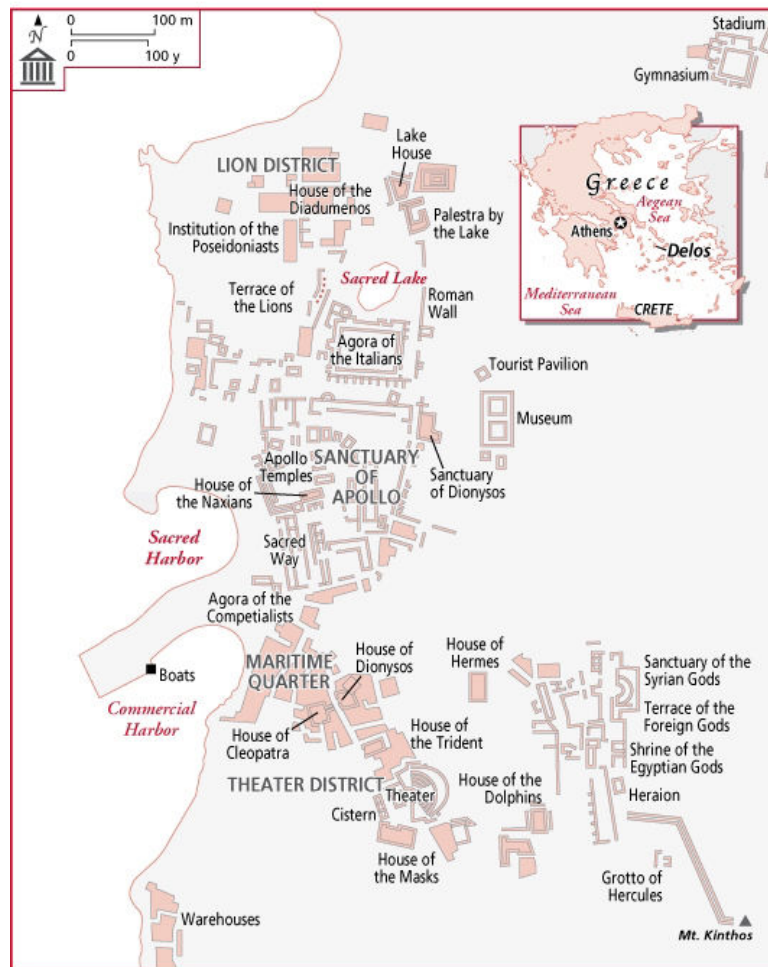 0 100 m
N
0 100 y
Stadium
Gymnasium
Lake
House
LION DISTRICT
House of the
Diadumenos
Institution of the
Poseidoniasts
Palestra by
the Lake
Greece
Aegean
Sea
Athens
Delos
Mediterranean
Sea
CRETE
Sacred Lake
Terrace of
the Lions
Roman
Wall
Agora of
the Italians
Tourist Pavilion
Museum
Apollo
Temples
SANCTUARY
OF
APOLLO
Sanctuary
of Dionysos
House of
the Naxians
Sacred
Harbor
Sacred
Way
Agora of the
Competialists
House of
Dionysos
House of
Hermes
MARITIME
QUARTER
Boats
Sanctuary of the
Syrian Gods
Commercial
Harbor
Terrace of the
Foreign Gods
House of
Cleopatra
House of
the Trident
Shrine of the
Egyptian Gods
THEATER DISTRICT
Theater
House of the
Dolphins
Heraion
Cistern
House of
the Masks
Grotto of
Hercules
Warehouses
Mt. Kinthos